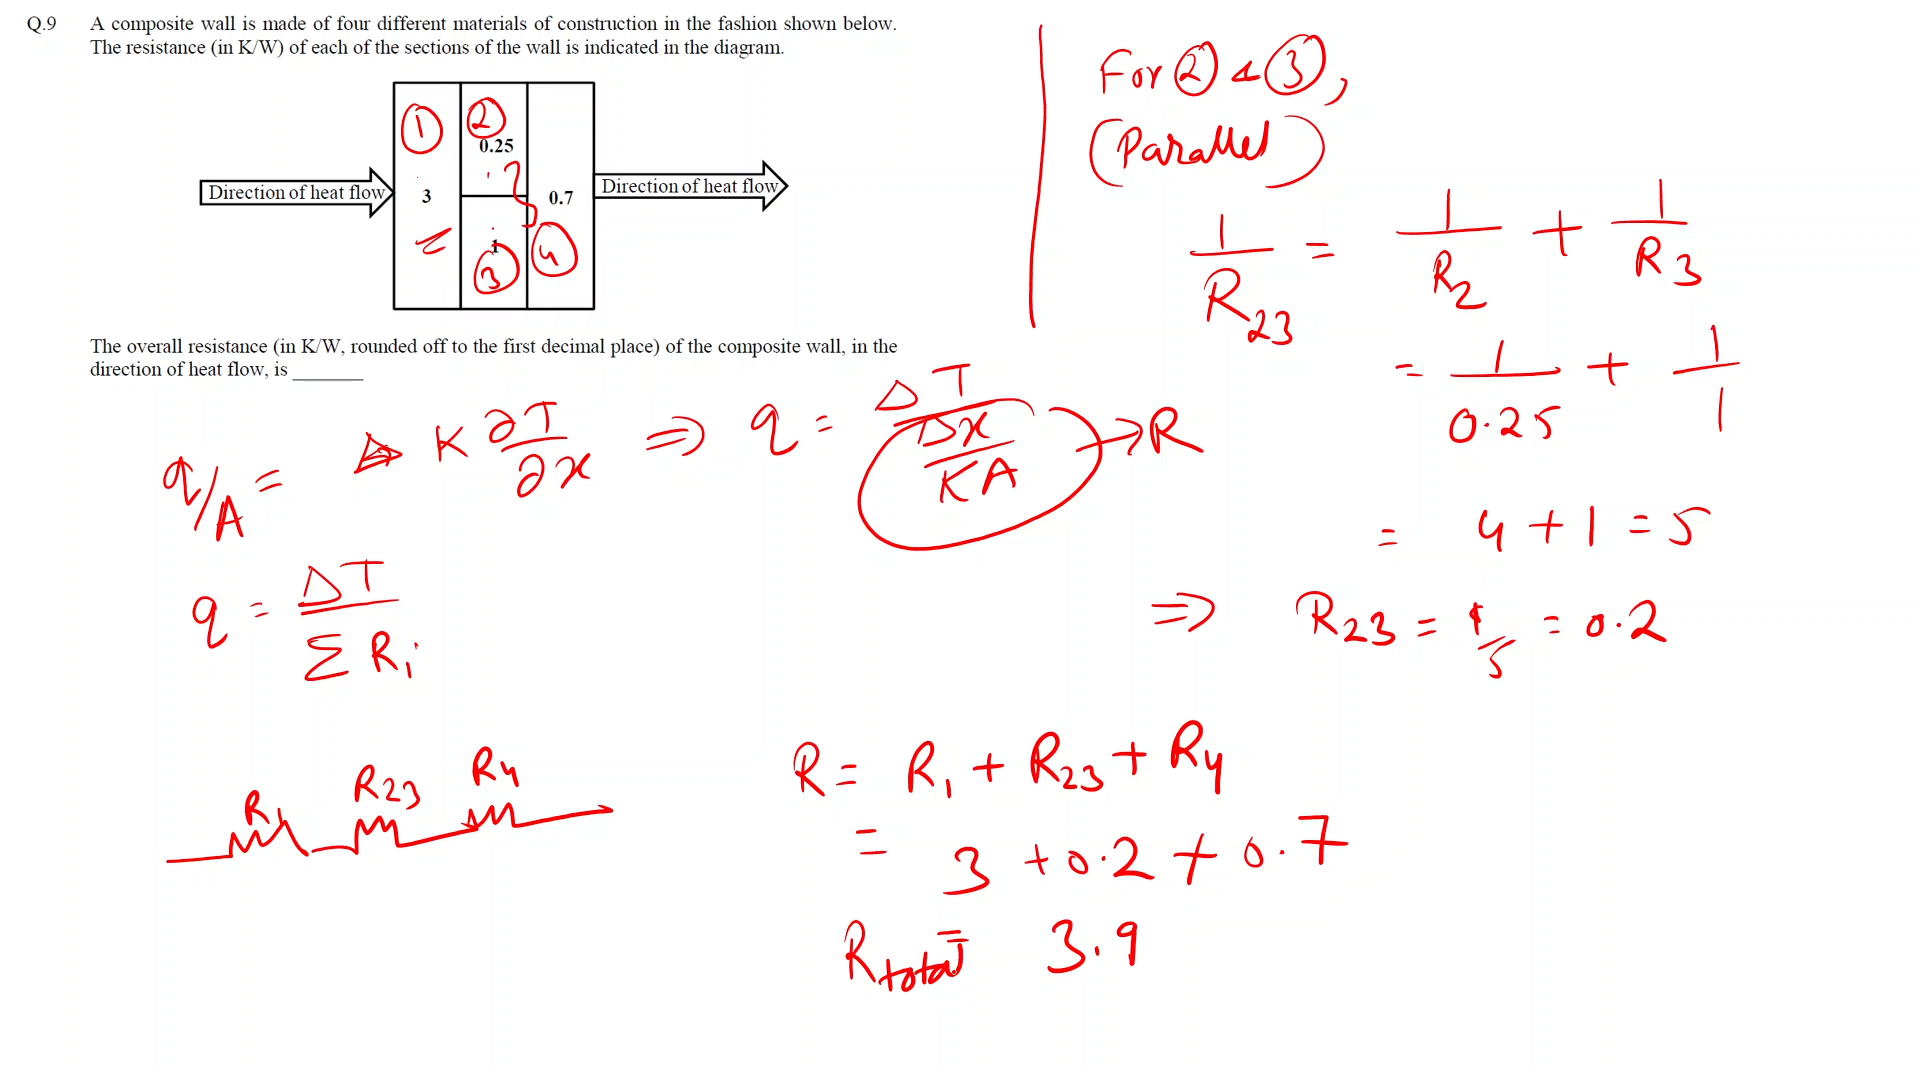 Q.9 A composite wall is made of four different materials of construction in the fashion shown below.
The resistance (in K/W) of each of the sections of the wall is indicated in the diagram.
① ②
0.25
Direction of heat flow 3 0.7 Direction of heat flow
1
③ ④
The overall resistance (in K/W, rounded off to the first decimal place) of the composite wall, in the
direction of heat flow, is _______
q/A = K ∂T/∂x ⇒ q = ΔT/(Δx/KA) → R
q = ΔT/Σ Ri
R1 R23 R4
For ② & ③,
(Parallel)
1/R23 = 1/R2 + 1/R3
= 1/0.25 + 1/1
= 4 + 1 = 5
⇒ R23 = 1/5 = 0.2
R = R1 + R23 + R4
= 3 + 0.2 + 0.7
Rtotal = 3.9